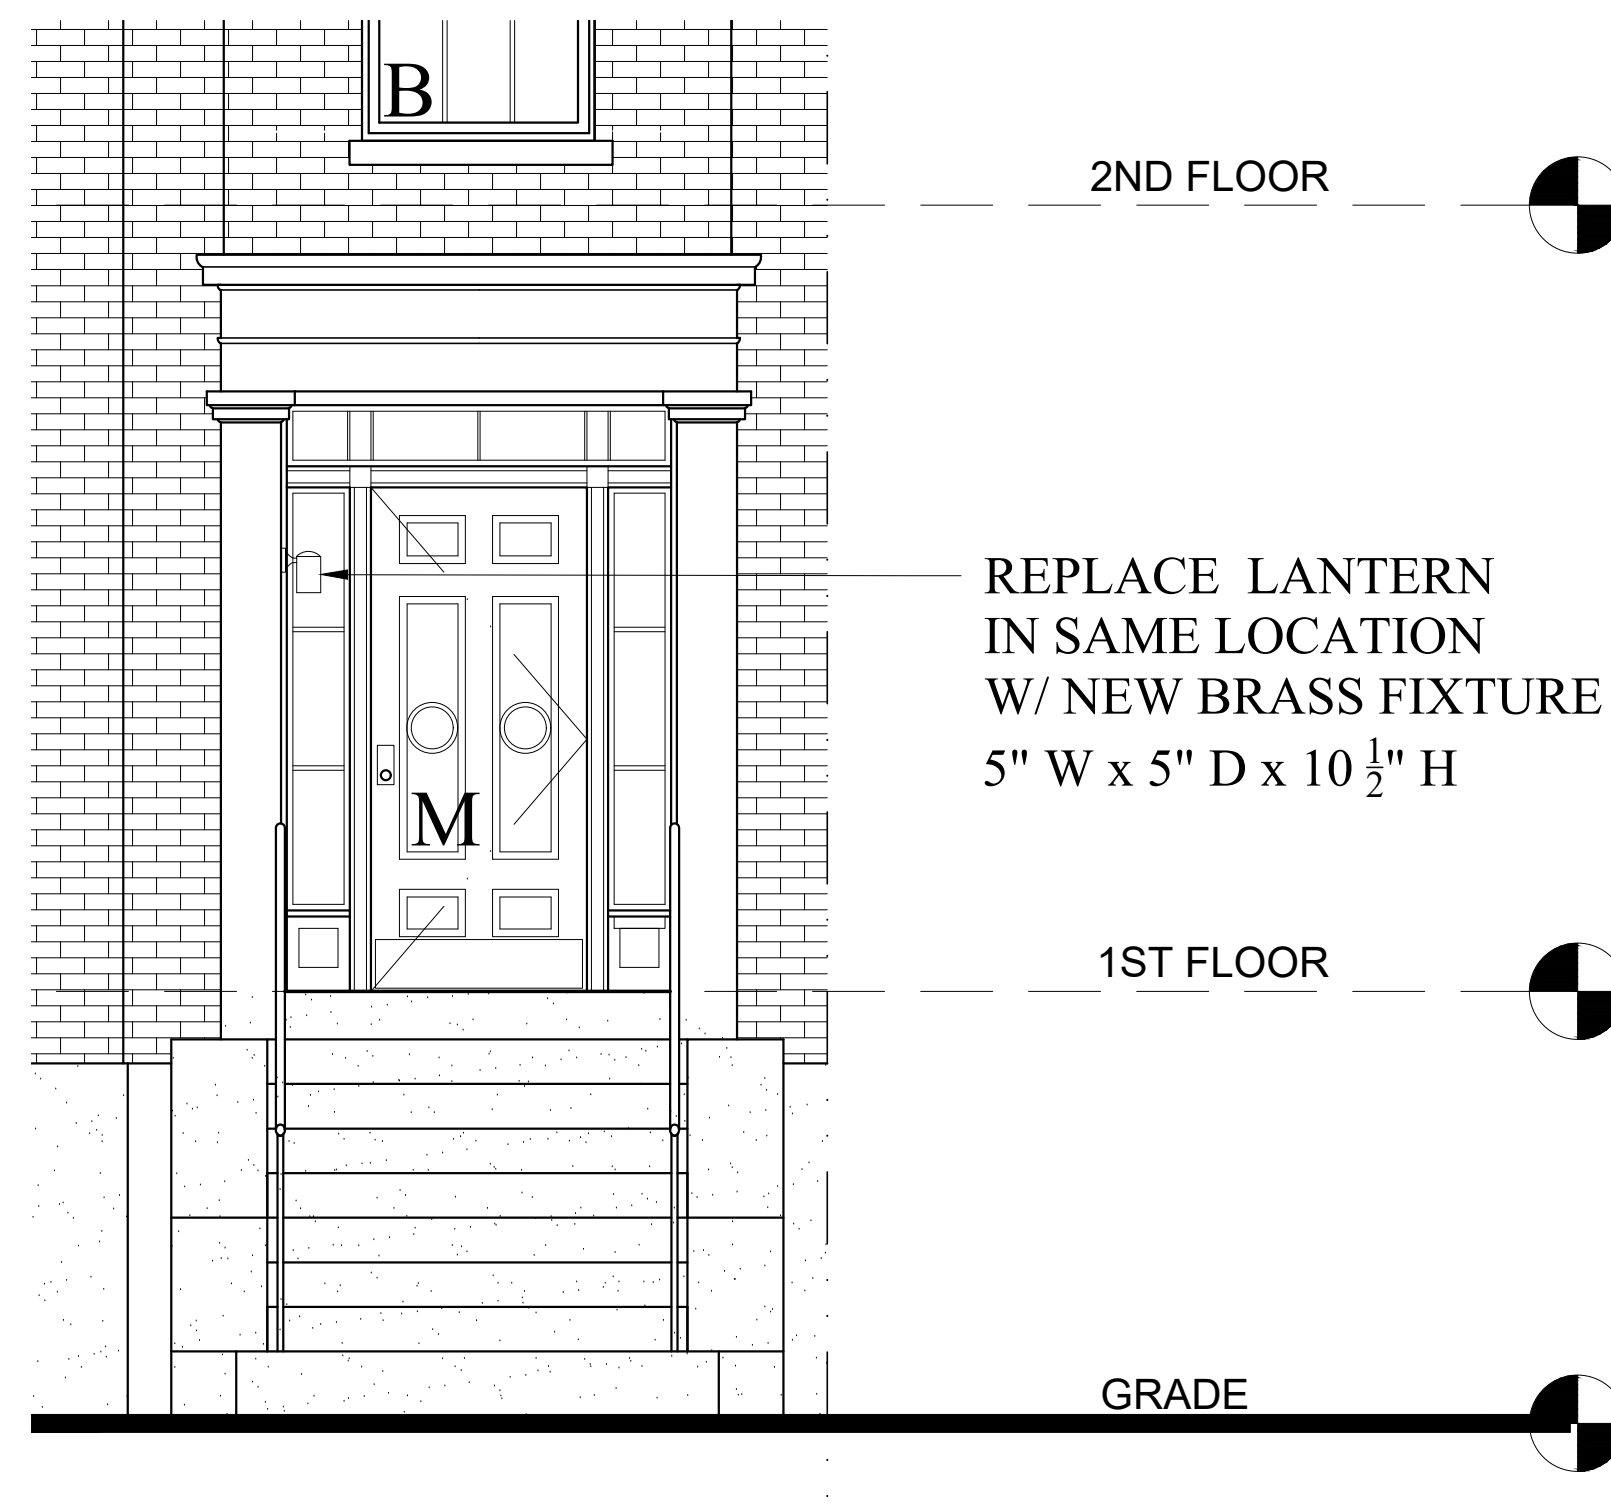 B
2ND FLOOR
REPLACE LANTERN
IN SAME LOCATION
W/ NEW BRASS FIXTURE
5" W x 5" D x 10 1/2" H
M
1ST FLOOR
GRADE